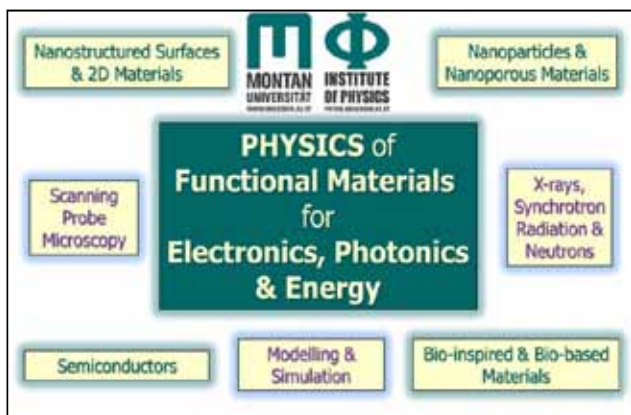 Nanostructured Surfaces
& 2D Materials
MONTAN
UNIVERSITÄT
INSTITUTE
OF PHYSICS
Nanoparticles &
Nanoporous Materials
PHYSICS of
Functional Materials
for
Electronics, Photonics
& Energy
Scanning
Probe
Microscopy
X-rays,
Synchrotron
Radiation &
Neutrons
Semiconductors
Modelling &
Simulation
Bio-inspired & Bio-based
Materials